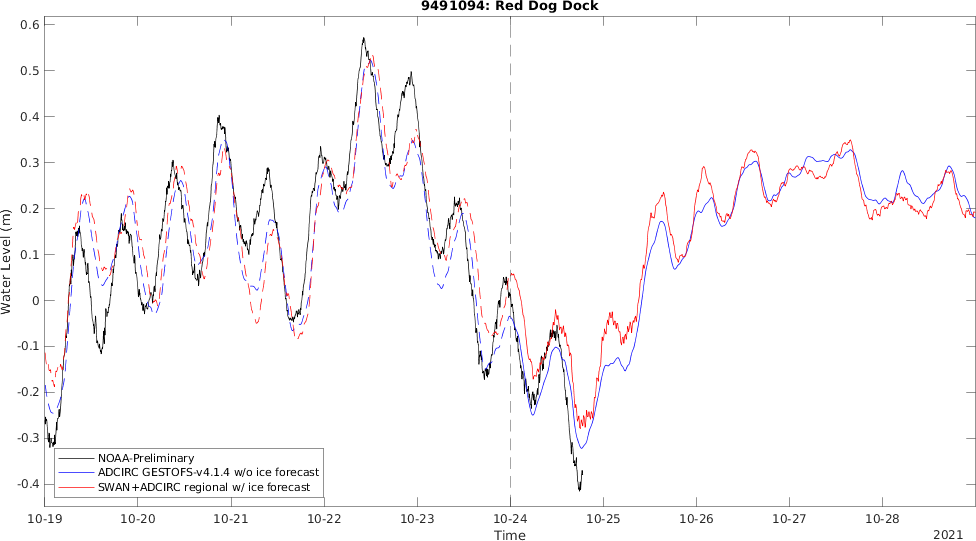 9491094: Red Dog Dock
0.6
0.5
0.4
0.3
0.2
0.1
0
-0.1
-0.2
-0.3
-0.4
Water Level (m)
NOAA-Preliminary
ADCIRC GESTOFS-v4.1.4 w/o ice forecast
SWAN+ADCIRC regional w/ ice forecast
10-19 10-20 10-21 10-22 10-23 10-24 10-25 10-26 10-27 10-28
Time
2021